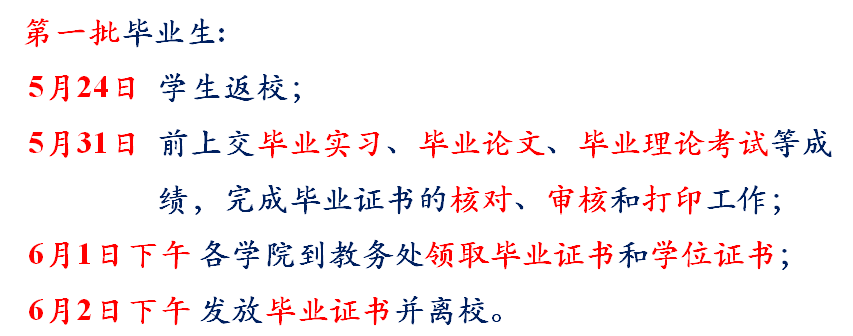 第一批毕业生:
5月24日 学生返校；
5月31日 前上交毕业实习、毕业论文、毕业理论考试等成
绩，完成毕业证书的核对、审核和打印工作；
6月1日下午 各学院到教务处领取毕业证书和学位证书；
6月2日下午 发放毕业证书并离校。